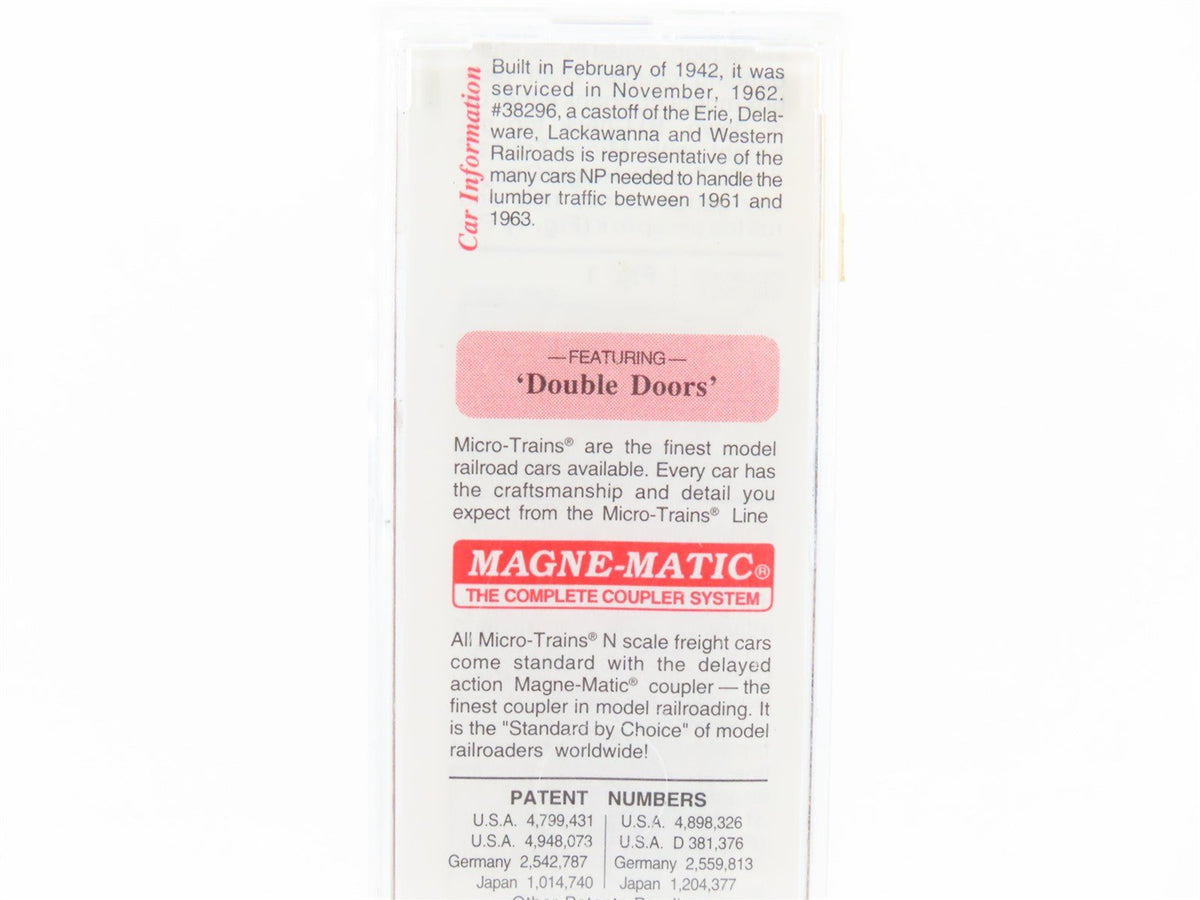 Car Information
Built in February of 1942, it was
serviced in November, 1962.
#38296, a castoff of the Erie, Dela-
ware, Lackawanna and Western
Railroads is representative of the
many cars NP needed to handle the
lumber traffic between 1961 and
1963.
—FEATURING—
‘Double Doors’
Micro-Trains® are the finest model
railroad cars available. Every car has
the craftsmanship and detail you
expect from the Micro-Trains® Line
MAGNE-MATIC®
THE COMPLETE COUPLER SYSTEM
All Micro-Trains® N scale freight cars
come standard with the delayed
action Magne-Matic® coupler — the
finest coupler in model railroading. It
is the "Standard by Choice" of model
railroaders worldwide!
PATENT NUMBERS
U.S.A. 4,799,431 U.S.A. 4,898,326
U.S.A. 4,948,073 U.S.A. D 381,376
Germany 2,542,787 Germany 2,559,813
Japan 1,014,740 Japan 1,204,377